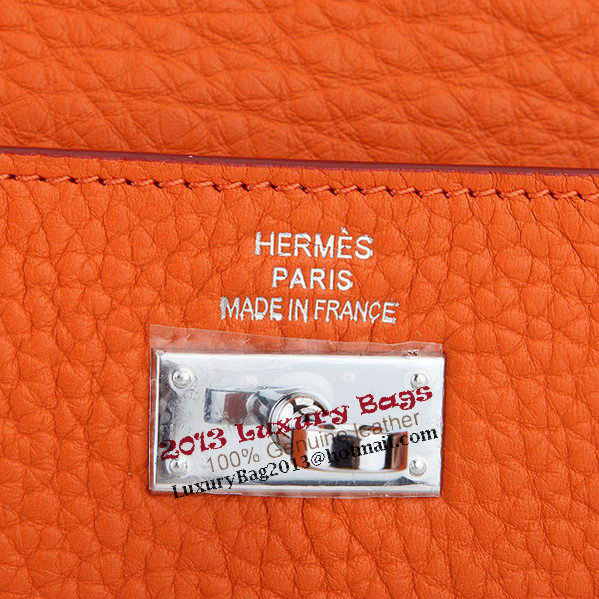 HERMÈS
PARIS
MADE IN FRANCE
2013 Luxury Bags
100% Genuine leather
LuxuryBag2013@hotmail.com